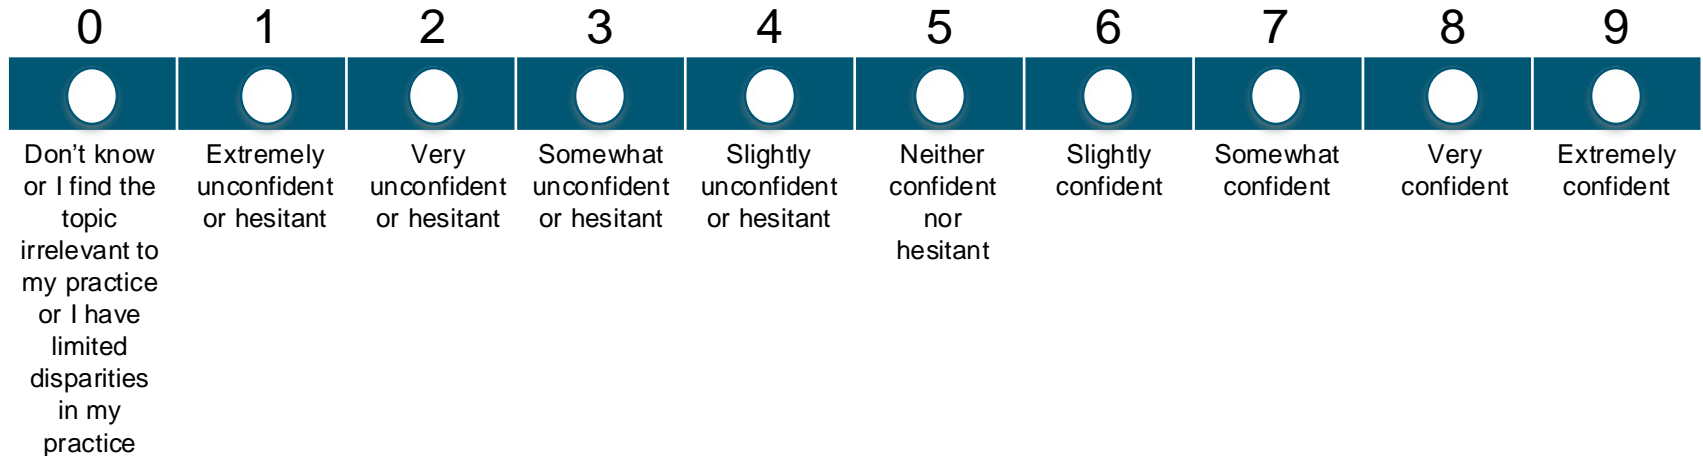 0 1 2 3 4 5 6 7 8 9
Don’t know
or I find the
topic
irrelevant to
my practice
or I have
limited
disparities
in my
practice
Extremely
unconfident
or hesitant
Very
unconfident
or hesitant
Somewhat
unconfident
or hesitant
Slightly
unconfident
or hesitant
Neither
confident
nor
hesitant
Slightly
confident
Somewhat
confident
Very
confident
Extremely
confident